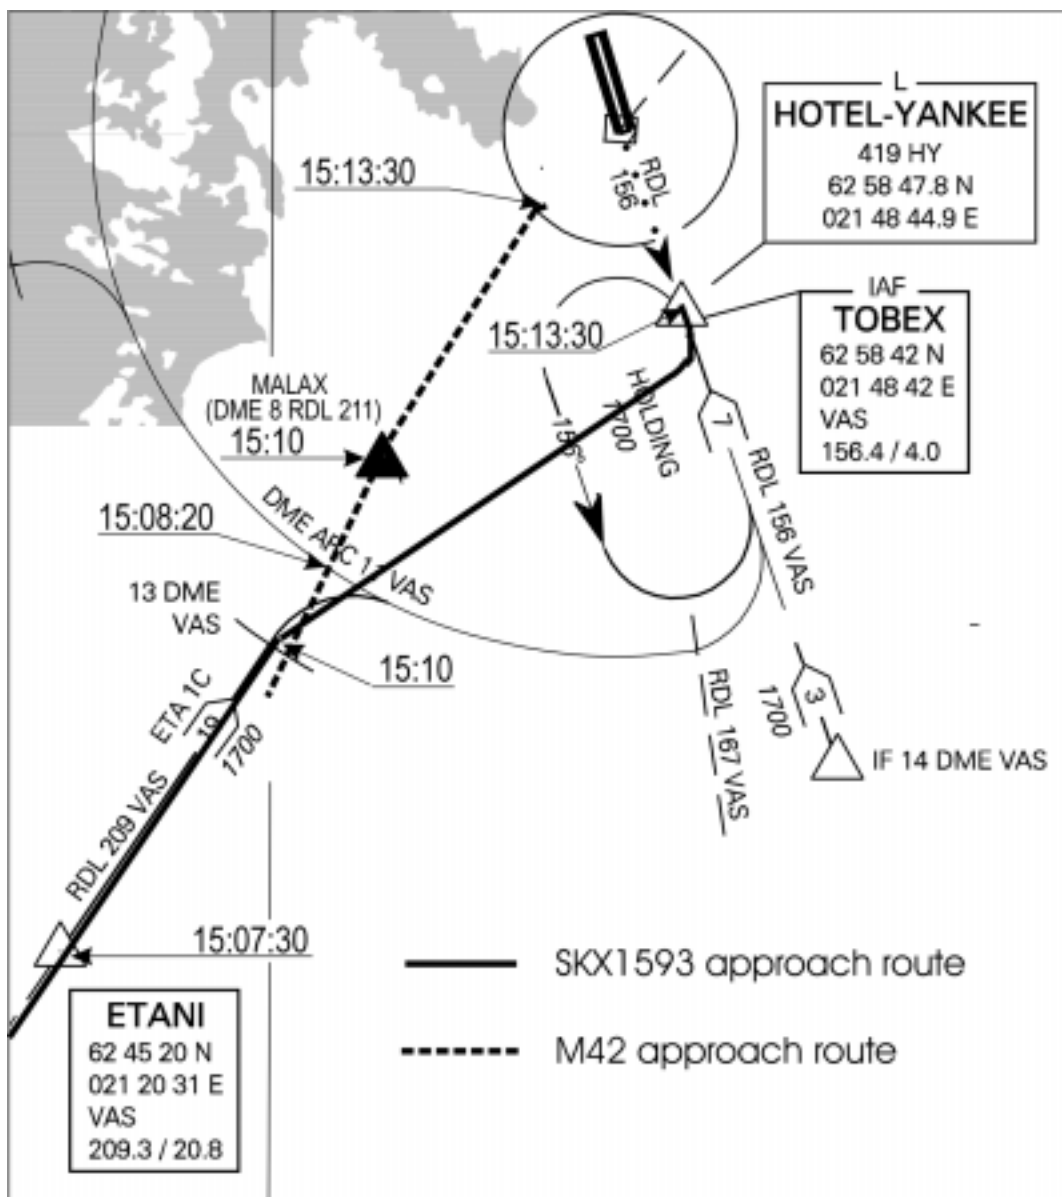 L
HOTEL-YANKEE
419 HY
62 58 47.8 N
021 48 44.9 E
RDL
156
15:13:30
IAF
TOBEX
62 58 42 N
021 48 42 E
VAS
156.4 / 4.0
15:13:30
MALAX
(DME 8 RDL 211)
15:10
HOLDING
1700
156°
7
RDL 156 VAS
15:08:20
DME ARC 11 VAS
13 DME
VAS
15:10
ETA 1C
19
1700
RDL 167 VAS
3
1700
IF 14 DME VAS
RDL 209 VAS
15:07:30
SKX1593 approach route
M42 approach route
ETANI
62 45 20 N
021 20 31 E
VAS
209.3 / 20.8